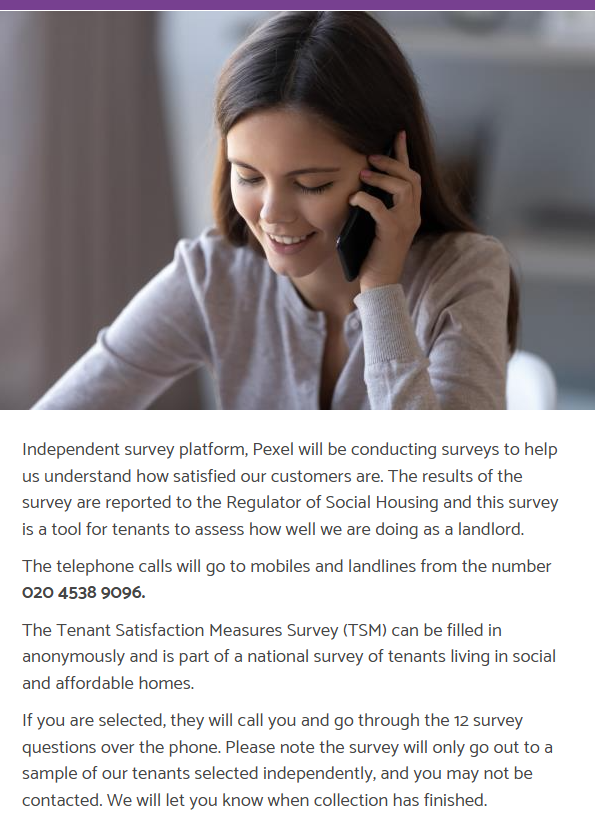 Independent survey platform, Pexel will be conducting surveys to help
us understand how satisfied our customers are. The results of the
survey are reported to the Regulator of Social Housing and this survey
is a tool for tenants to assess how well we are doing as a landlord.
The telephone calls will go to mobiles and landlines from the number
020 4538 9096.
The Tenant Satisfaction Measures Survey (TSM) can be filled in
anonymously and is part of a national survey of tenants living in social
and affordable homes.
If you are selected, they will call you and go through the 12 survey
questions over the phone. Please note the survey will only go out to a
sample of our tenants selected independently, and you may not be
contacted. We will let you know when collection has finished.